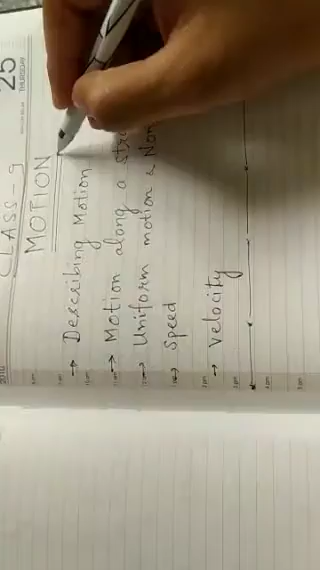 25
THURSDAY
CLASS-9
MOTION
→ Describing Motion
→ Motion along a
→ Uniform motion &
→ Speed
→ Velocity